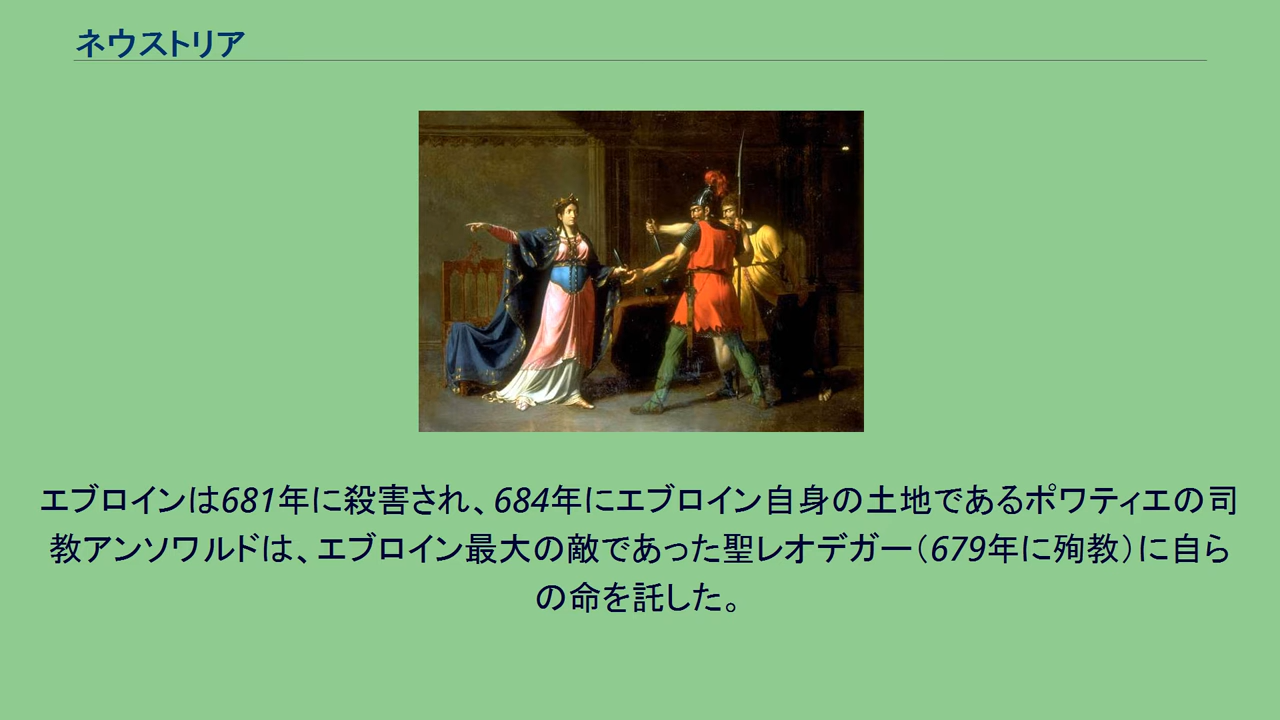 ネウストリア
エブロインは681年に殺害され、684年にエブロイン自身の土地であるポワティエの司
教アンソワルドは、エブロイン最大の敵であった聖レオデガー（679年に殉教）に自ら
の命を託した。